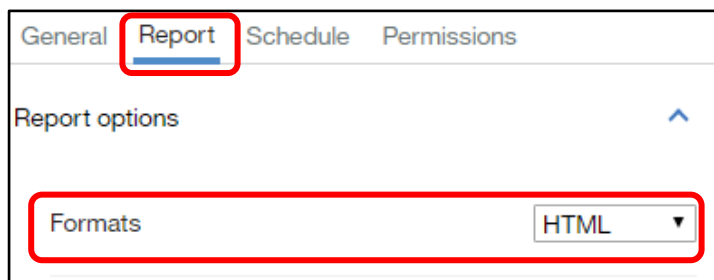 General Report Schedule Permissions
Report options
Formats HTML